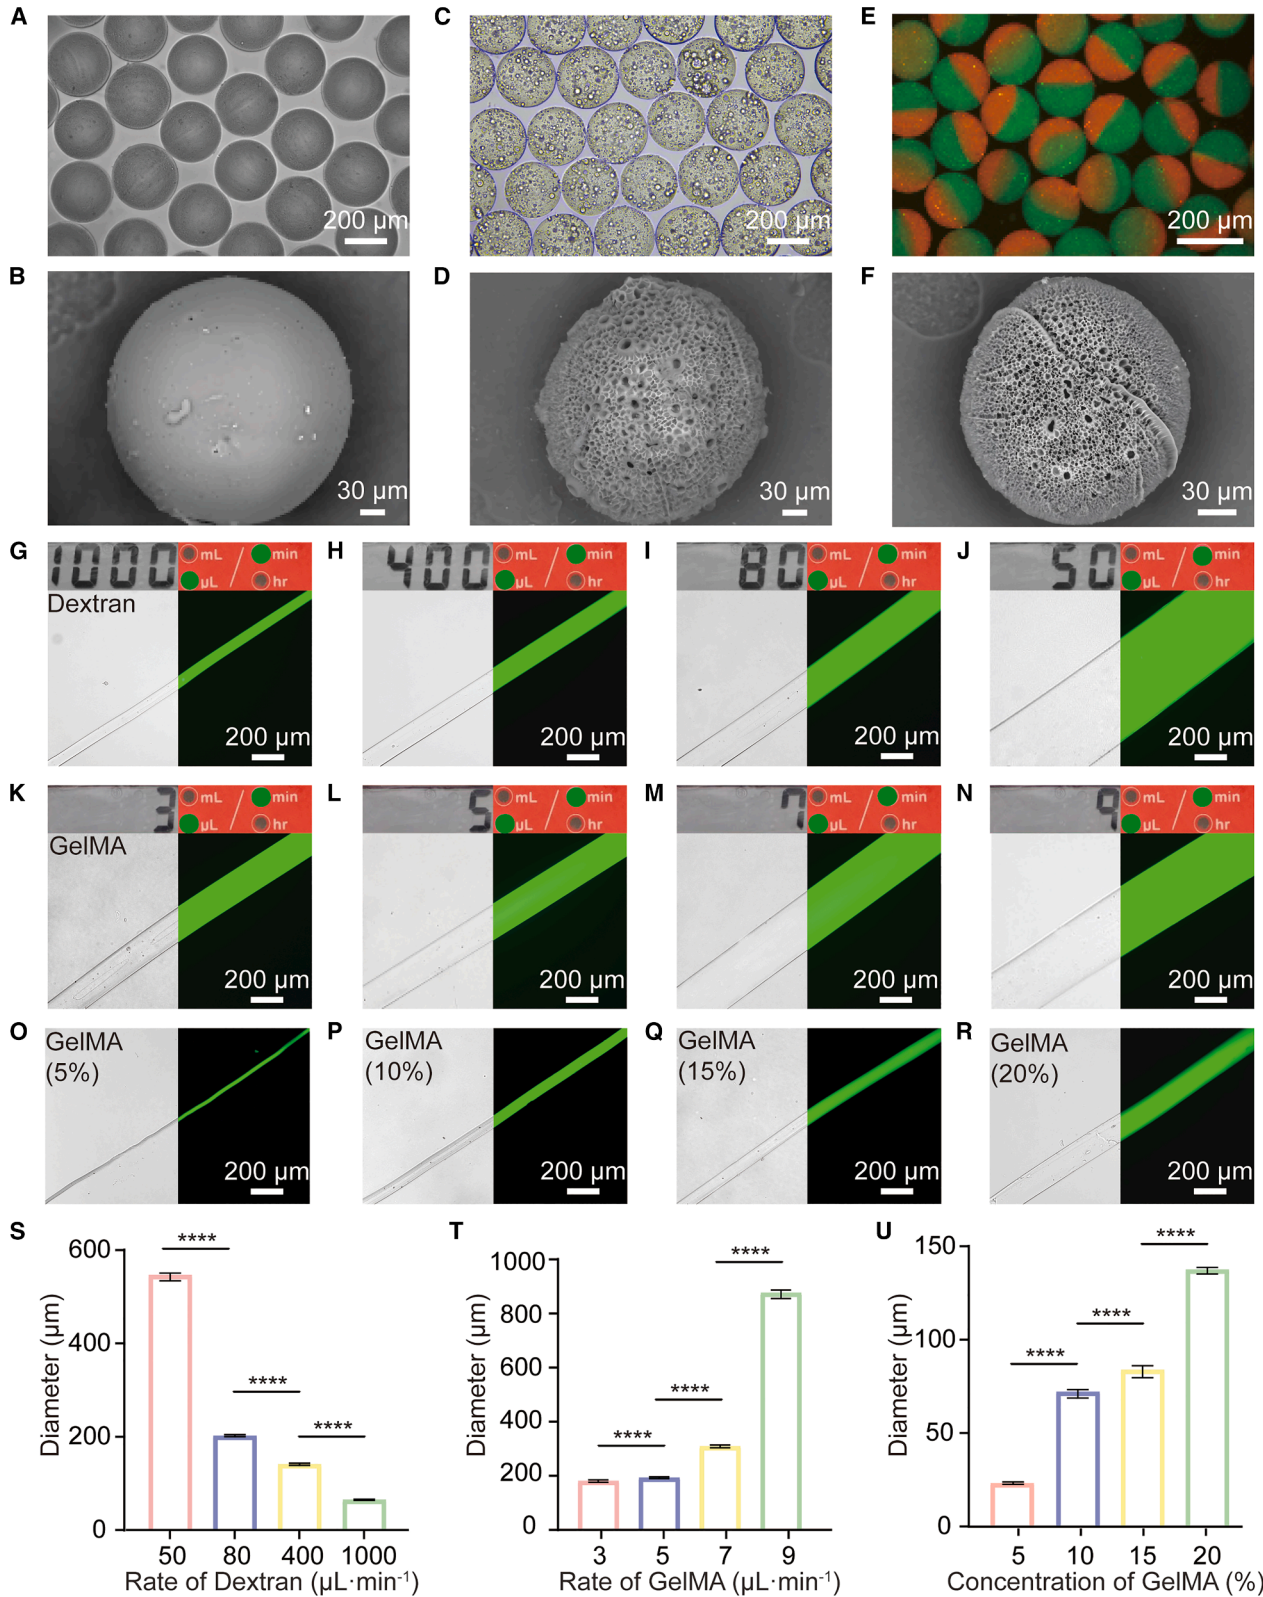 A
C
E
200 µm
200 µm
200 µm
B
D
F
30 µm
30 µm
30 µm
G
1000
mL
min
µL
/
hr
Dextran
200 µm
H
400
mL
min
µL
/
hr
200 µm
I
80
mL
min
µL
/
hr
200 µm
J
50
mL
min
µL
/
hr
200 µm
K
3
mL
min
µL
/
hr
GelMA
200 µm
L
5
mL
min
µL
/
hr
200 µm
M
7
mL
min
µL
/
hr
200 µm
N
9
mL
min
µL
/
hr
200 µm
O
GelMA
(5%)
200 µm
P
GelMA
(10%)
200 µm
Q
GelMA
(15%)
200 µm
R
GelMA
(20%)
200 µm
S
Diameter (µm)
600
400
200
0
****
****
****
50 80 400 1000
Rate of Dextran (µL·min⁻¹)
T
Diameter (µm)
1000
800
600
400
200
0
****
****
****
3 5 7 9
Rate of GelMA (µL·min⁻¹)
U
Diameter (µm)
150
100
50
0
****
****
****
5 10 15 20
Concentration of GelMA (%)